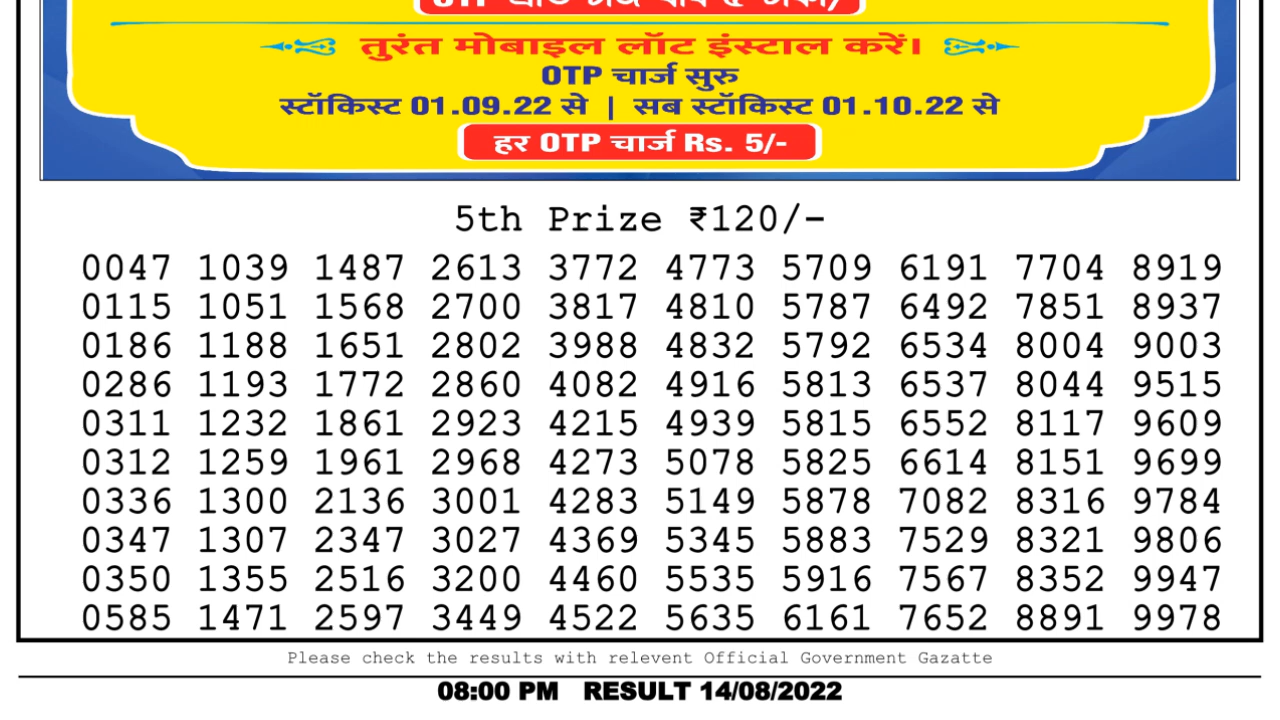 OTP
तुरंत मोबाइल लॉट इंस्टाल करें।
OTP चार्ज सुरु
स्टॉकिस्ट 01.09.22 से | सब स्टॉकिस्ट 01.10.22 से
हर OTP चार्ज Rs. 5/-
5th Prize ₹120/-
0047 1039 1487 2613 3772 4773 5709 6191 7704 8919
0115 1051 1568 2700 3817 4810 5787 6492 7851 8937
0186 1188 1651 2802 3988 4832 5792 6534 8004 9003
0286 1193 1772 2860 4082 4916 5813 6537 8044 9515
0311 1232 1861 2923 4215 4939 5815 6552 8117 9609
0312 1259 1961 2968 4273 5078 5825 6614 8151 9699
0336 1300 2136 3001 4283 5149 5878 7082 8316 9784
0347 1307 2347 3027 4369 5345 5883 7529 8321 9806
0350 1355 2516 3200 4460 5535 5916 7567 8352 9947
0585 1471 2597 3449 4522 5635 6161 7652 8891 9978
Please check the results with relevent Official Government Gazatte
08:00 PM RESULT 14/08/2022